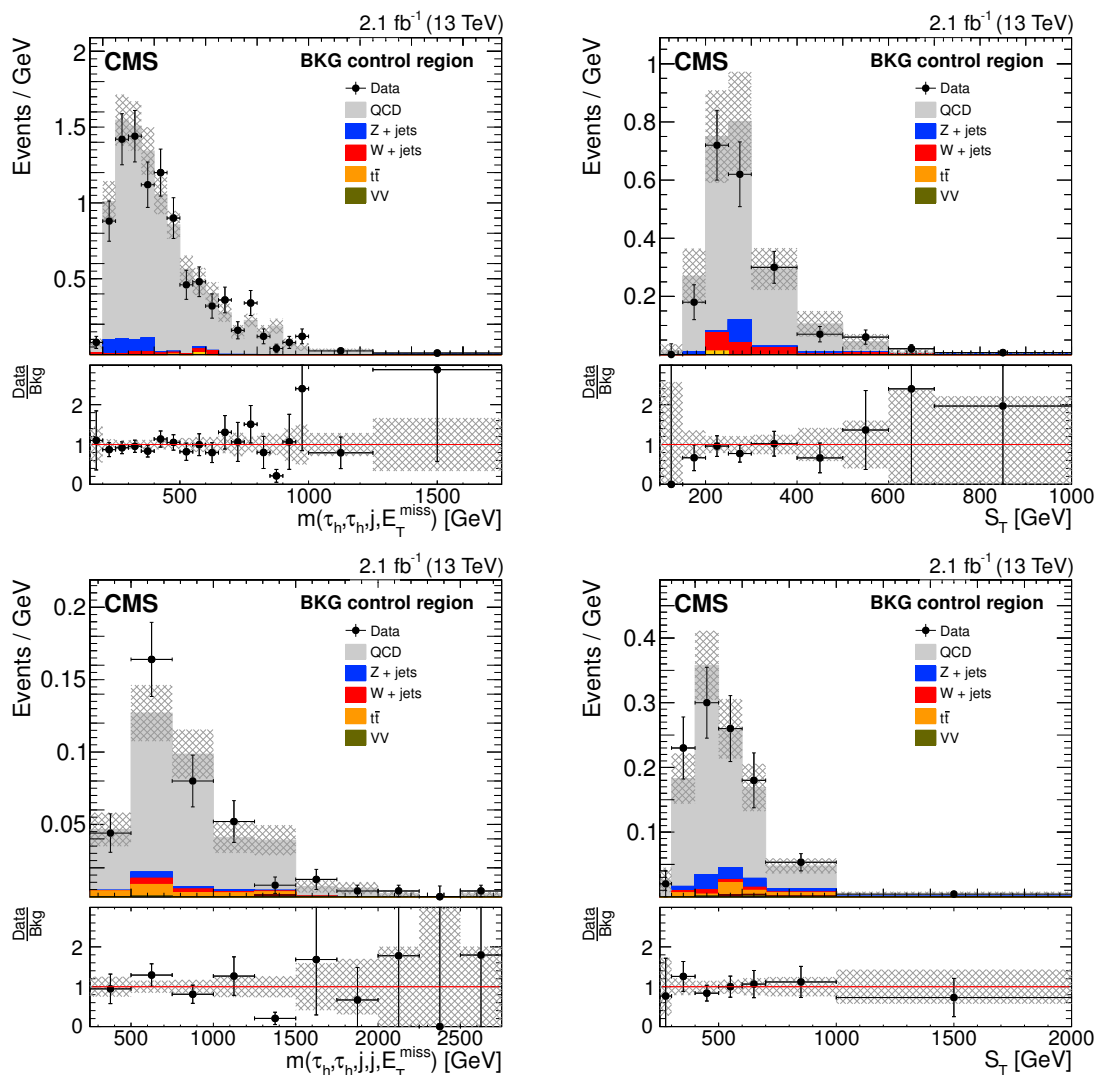 2.1 fb⁻¹ (13 TeV)
CMS
BKG control region
Data
QCD
Z + jets
W + jets
tt̄
VV
Events / GeV
2
1.5
1
0.5
Data
Bkg
2
1
0
500 1000 1500
m(τₕ,τₕ,j,E_T^miss) [GeV]
2.1 fb⁻¹ (13 TeV)
CMS
BKG control region
Data
QCD
Z + jets
W + jets
tt̄
VV
Events / GeV
1
0.8
0.6
0.4
0.2
Data
Bkg
2
1
0
200 400 600 800 1000
S_T [GeV]
2.1 fb⁻¹ (13 TeV)
CMS
BKG control region
Data
QCD
Z + jets
W + jets
tt̄
VV
Events / GeV
0.2
0.15
0.1
0.05
Data
Bkg
2
1
0
500 1000 1500 2000 2500
m(τₕ,τₕ,j,j,E_T^miss) [GeV]
2.1 fb⁻¹ (13 TeV)
CMS
BKG control region
Data
QCD
Z + jets
W + jets
tt̄
VV
Events / GeV
0.4
0.3
0.2
0.1
Data
Bkg
2
1
0
500 1000 1500 2000
S_T [GeV]